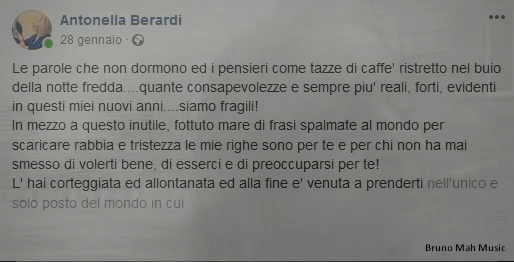 Antonella Berardi
28 gennaio ·
Le parole che non dormono ed i pensieri come tazze di caffe' ristretto nel buio
della notte fredda....quante consapevolezze e sempre piu' reali, forti, evidenti
in questi miei nuovi anni....siamo fragili!
In mezzo a questo inutile, fottuto mare di frasi spalmate al mondo per
scaricare rabbia e tristezza le mie righe sono per te e per chi non ha mai
smesso di volerti bene, di esserci e di preoccuparsi per te!
L' hai corteggiata ed allontanata ed alla fine e' venuta a prenderti nell'unico e
solo posto del mondo in cui
Bruno Mah Music